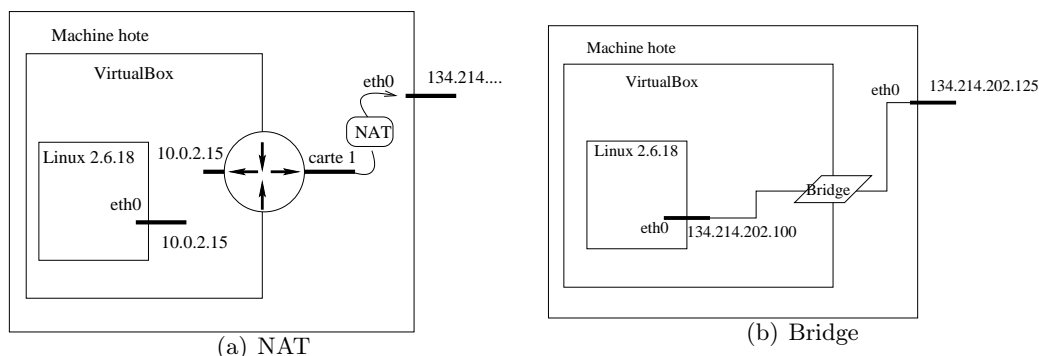 Machine hote
VirtualBox
eth0
134.214....
NAT
Linux 2.6.18
10.0.2.15
carte 1
eth0
10.0.2.15
(a) NAT
Machine hote
VirtualBox
eth0
134.214.202.125
Linux 2.6.18
Bridge
eth0
134.214.202.100
(b) Bridge